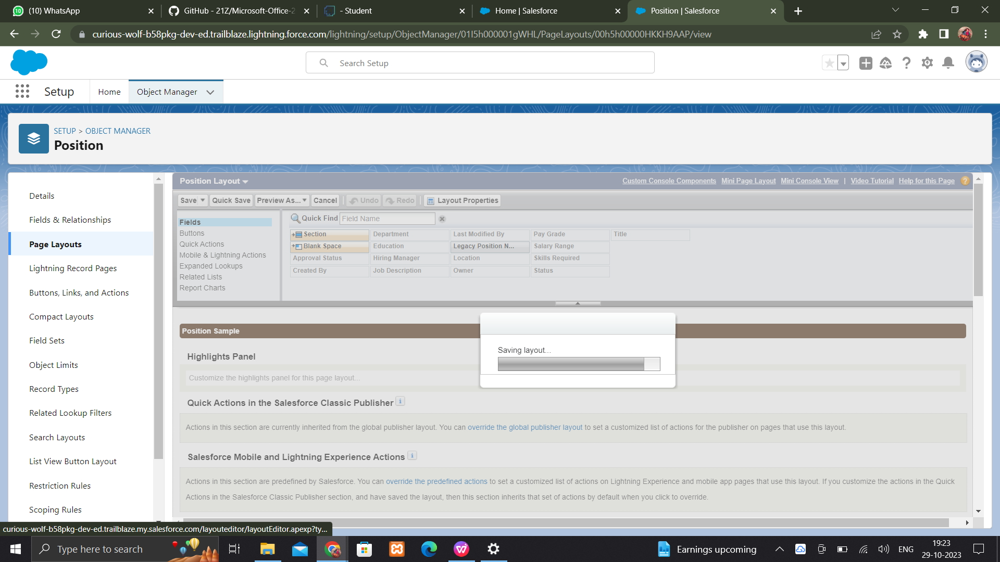 (10) WhatsApp
GitHub - 21Z/Microsoft-Office-2
- Student
Home | Salesforce
Position | Salesforce
curious-wolf-b58pkg-dev-ed.trailblaze.lightning.force.com/lightning/setup/ObjectManager/01I5h000001gWHL/PageLayouts/00h5h00000HKKH9AAP/view
Search Setup
Setup
Home
Object Manager
SETUP > OBJECT MANAGER
Position
Details
Fields & Relationships
Page Layouts
Lightning Record Pages
Buttons, Links, and Actions
Compact Layouts
Field Sets
Object Limits
Record Types
Related Lookup Filters
Search Layouts
List View Button Layout
Restriction Rules
Scoping Rules
Position Layout
Custom Console Components Mini Page Layout Mini Console View | Video Tutorial Help for this Page
Save Quick Save Preview As... Cancel Undo Redo Layout Properties
Fields
Buttons
Quick Actions
Mobile & Lightning Actions
Expanded Lookups
Related Lists
Report Charts
Quick Find Field Name
Section Department Last Modified By Pay Grade Title
Blank Space Education Legacy Position N... Salary Range
Approval Status Hiring Manager Location Skills Required
Created By Job Description Owner Status
Position Sample
Saving layout...
Highlights Panel
Customize the highlights panel for this page layout...
Quick Actions in the Salesforce Classic Publisher i
Actions in this section are currently inherited from the global publisher layout. You can override the global publisher layout to set a customized list of actions for the publisher on pages that use this layout.
Salesforce Mobile and Lightning Experience Actions i
Actions in this section are predefined by Salesforce. You can override the predefined actions to set a customized list of actions on Lightning Experience and mobile app pages that use this layout. If you customize the actions in the Quick
Actions in the Salesforce Classic Publisher section, and have saved the layout, then this section inherits that set of actions by default when you click to override.
curious-wolf-b58pkg-dev-ed.trailblaze.my.salesforce.com/layouteditor/layoutEditor.apexp?ty...
Type here to search
Earnings upcoming
ENG
19:23
29-10-2023